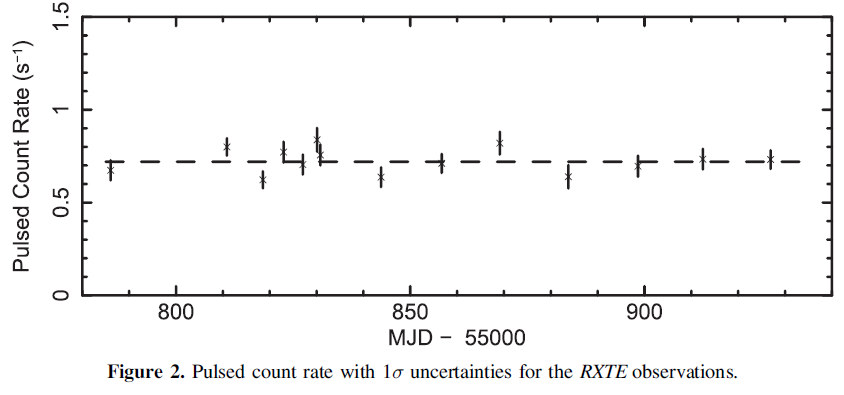 1.5
1
0.5
0
Pulsed Count Rate (s⁻¹)
800 850 900
MJD − 55000
Figure 2. Pulsed count rate with 1σ uncertainties for the RXTE observations.